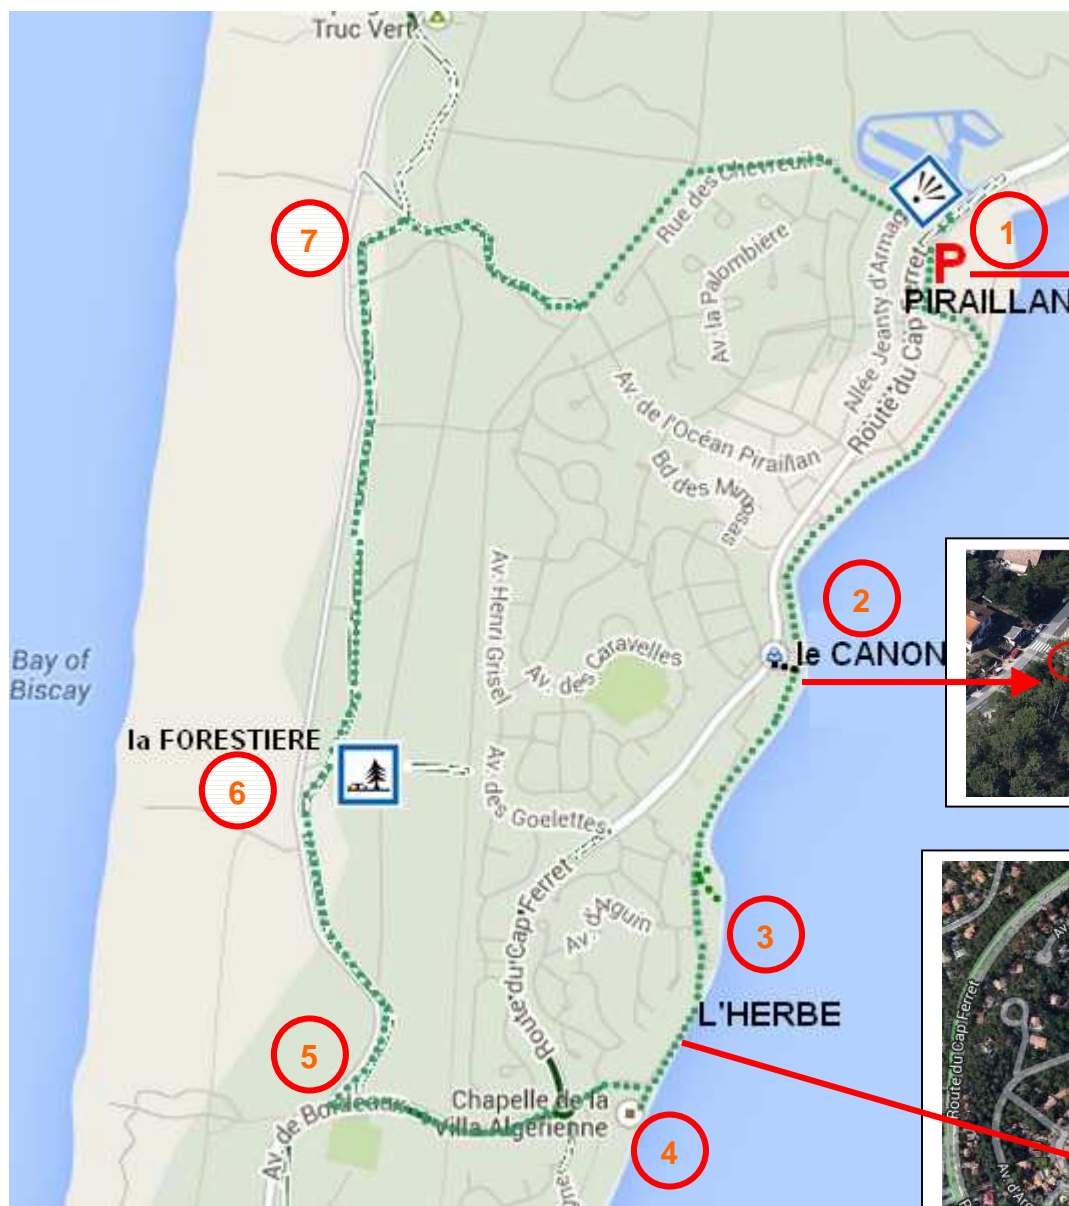 Truc Vert
7
Rue des Chevreuils
1
P
PIRAILLAN
Av. la Palombière
Allée Jeanty d'Armag
Route du Cap Ferret
Av. de l'Océan Piraillan
Bd des Mimosas
Av. Henri Grisel
2
le CANON
Av. des Caravelles
Bay of
Biscay
la FORESTIERE
6
Av. des Goelettes
Route du Cap Ferret
Av. d'Arguin
3
L'HERBE
Route du Cap Ferret
5
Av. de Bordeaux
Chapelle de la
Villa Algérienne
4